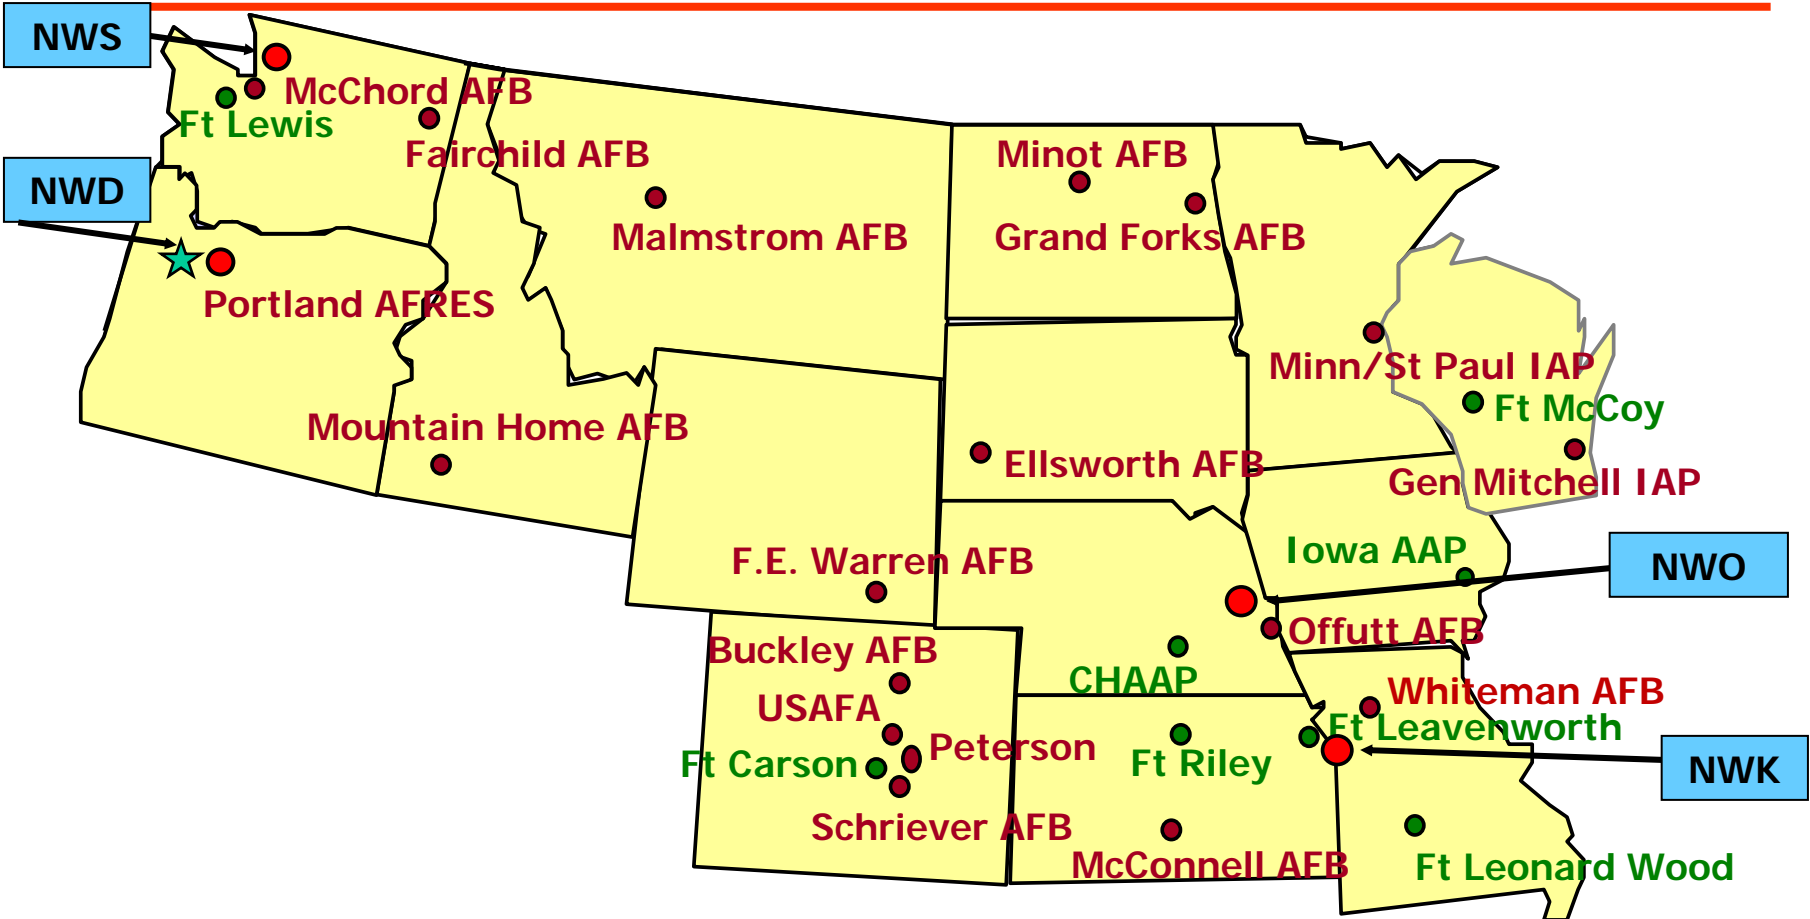 NWS
McChord AFB
Ft Lewis
Fairchild AFB
Minot AFB
NWD
Malmstrom AFB
Grand Forks AFB
Portland AFRES
Minn/St Paul IAP
Ft McCoy
Mountain Home AFB
Ellsworth AFB
Gen Mitchell IAP
Iowa AAP
F.E. Warren AFB
NWO
Offutt AFB
Buckley AFB
CHAAP
Whiteman AFB
USAFA
Ft Leavenworth
Peterson
Ft Carson
Ft Riley
NWK
Schriever AFB
McConnell AFB
Ft Leonard Wood